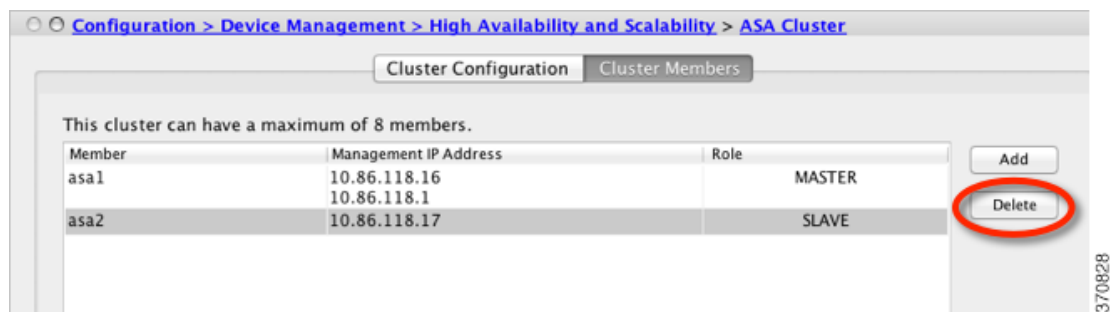 Configuration > Device Management > High Availability and Scalability > ASA Cluster
Cluster Configuration Cluster Members
This cluster can have a maximum of 8 members.
Member Management IP Address Role
asa1 10.86.118.16 MASTER
10.86.118.1
asa2 10.86.118.17 SLAVE
Add
Delete
370828